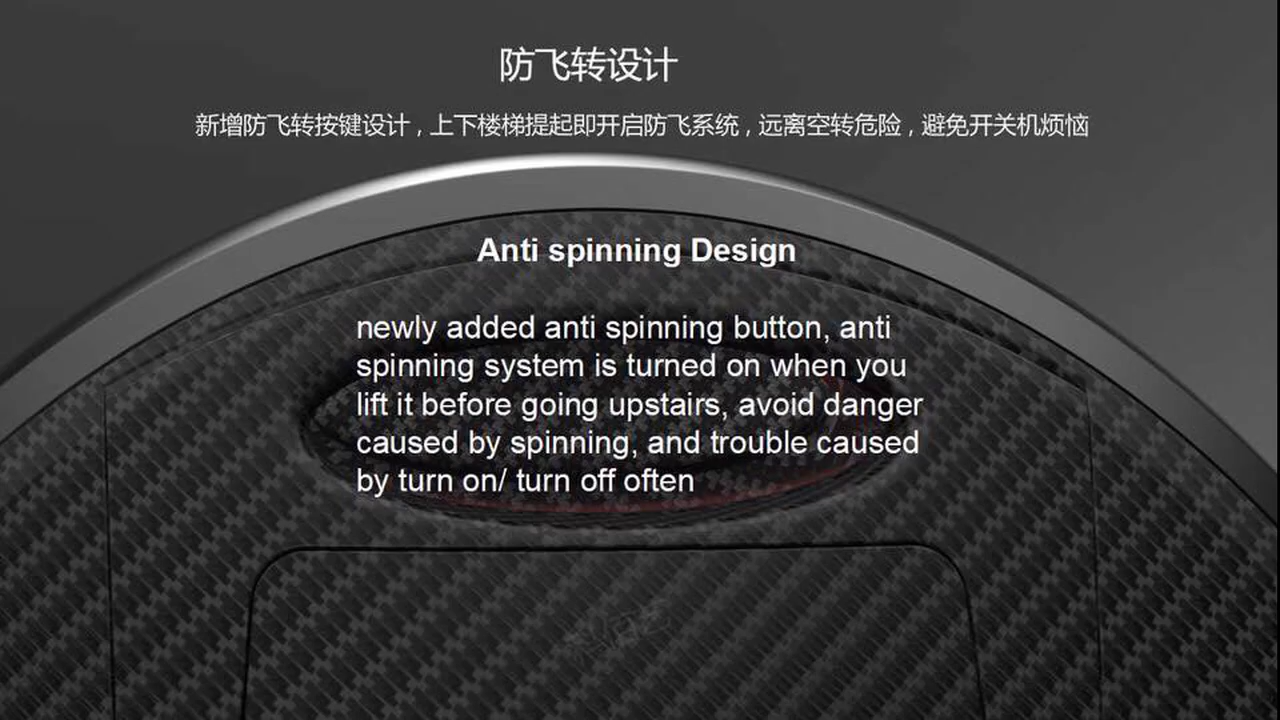 防飞转设计
新增防飞转按键设计，上下楼梯提起即开启防飞系统，远离空转危险，避免开关机烦恼
Anti spinning Design
newly added anti spinning button, anti
spinning system is turned on when you
lift it before going upstairs, avoid danger
caused by spinning, and trouble caused
by turn on/ turn off often